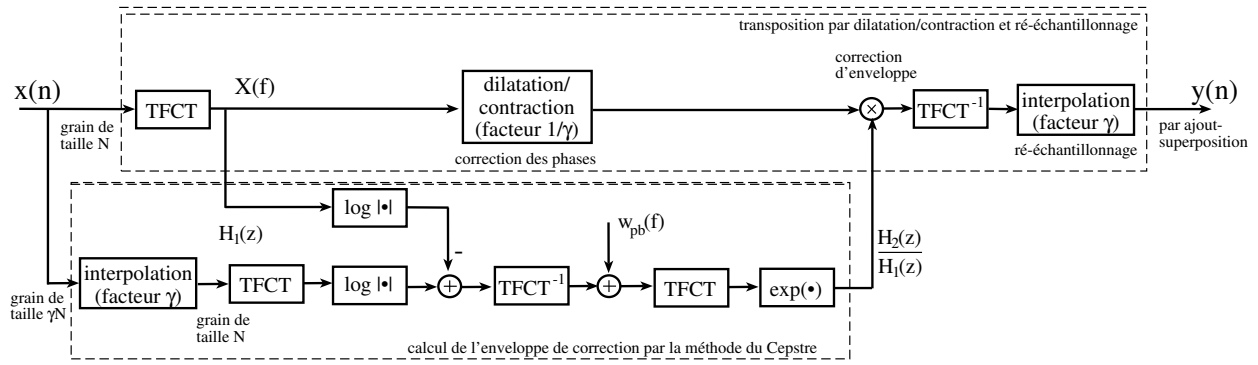 transposition par dilatation/contraction et ré-échantillonnage
correction
d'enveloppe
x(n)
TFCT
X(f)
dilatation/
contraction
(facteur 1/γ)
×
TFCT⁻¹
interpolation
(facteur γ)
y(n)
grain de
taille N
correction des phases
ré-échantillonnage
par ajout-
superposition
log |•|
H₁(z)
-
w_pb(f)
H₂(z)
H₁(z)
interpolation
(facteur γ)
TFCT
log |•|
+
TFCT⁻¹
+
TFCT
exp(•)
grain de
taille γN
grain de
taille N
calcul de l'enveloppe de correction par la méthode du Cepstre